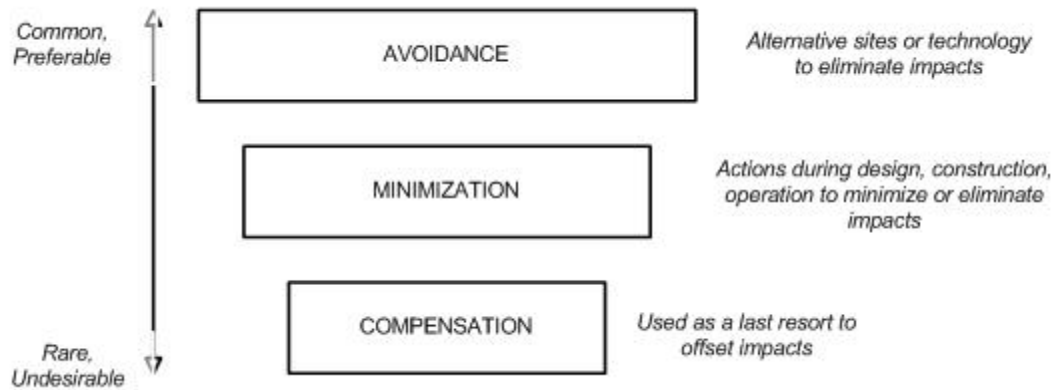 Common,
Preferable
AVOIDANCE
Alternative sites or technology
to eliminate impacts
MINIMIZATION
Actions during design, construction,
operation to minimize or eliminate
impacts
COMPENSATION
Used as a last resort to
offset impacts
Rare,
Undesirable